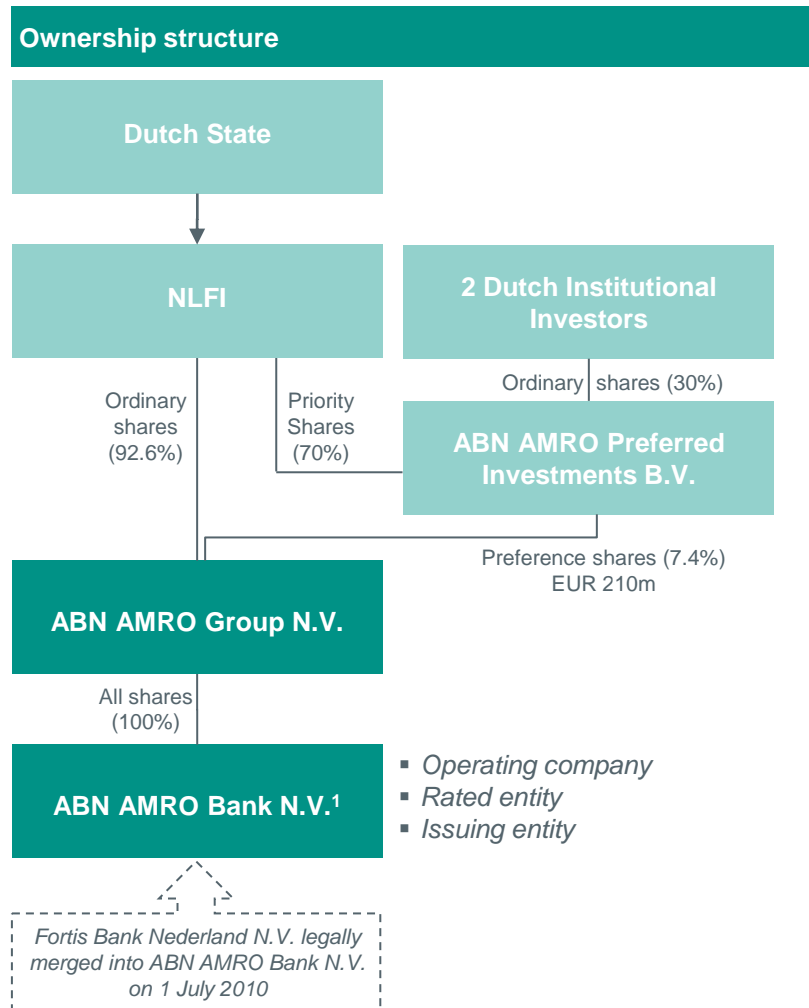 Ownership structure
Dutch State
NLFI
2 Dutch Institutional
Investors
Ordinary
shares
(92.6%)
Priority
Shares
(70%)
Ordinary shares (30%)
ABN AMRO Preferred
Investments B.V.
Preference shares (7.4%)
EUR 210m
ABN AMRO Group N.V.
All shares
(100%)
ABN AMRO Bank N.V.¹
▪ Operating company
▪ Rated entity
▪ Issuing entity
Fortis Bank Nederland N.V. legally
merged into ABN AMRO Bank N.V.
on 1 July 2010